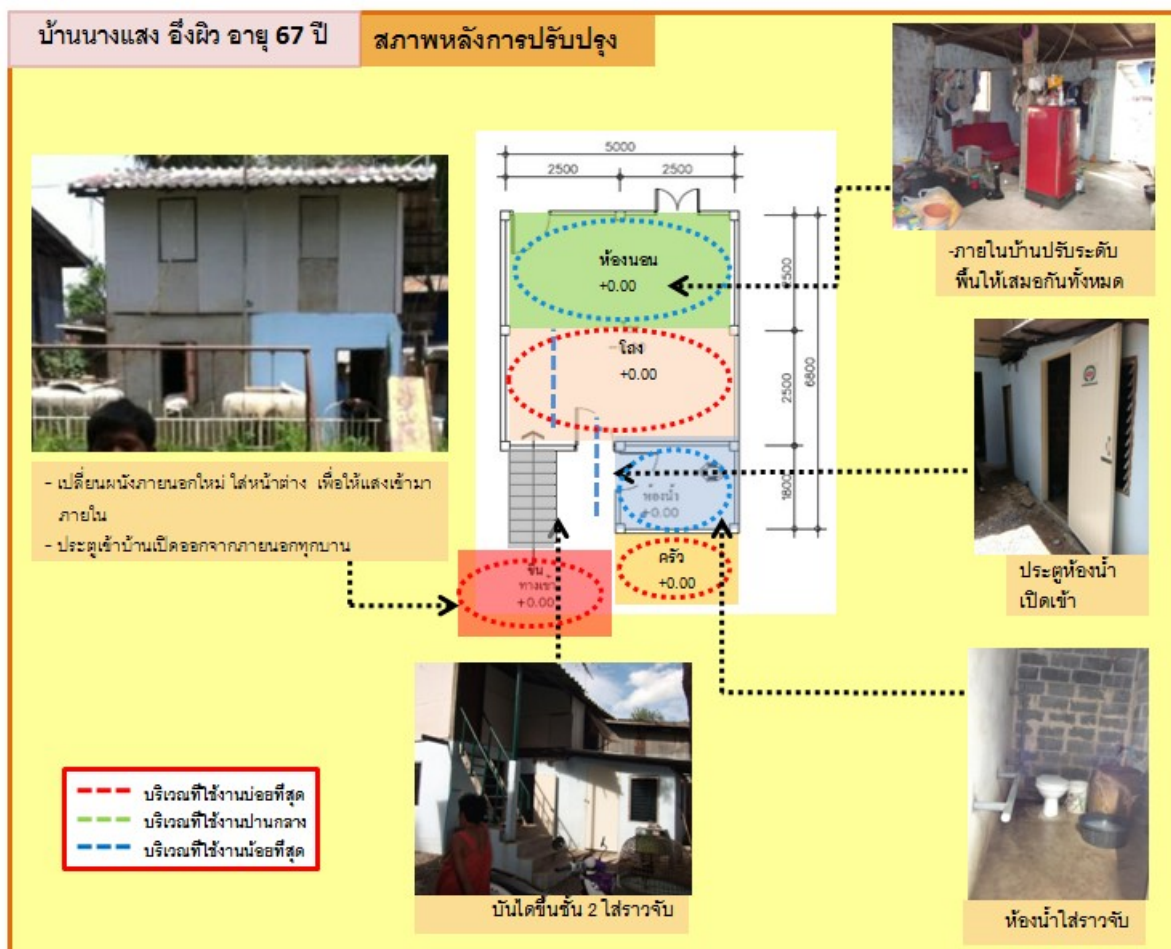 บ้านนางแสง อึ่งผิว อายุ 67 ปี
สภาพหลังการปรับปรุง
-ภายในบ้านปรับระดับ
พื้นให้เสมอกันทั้งหมด
5000
2500
2500
ห้องนอน
+0.00
2500
โถง
+0.00
2500
6800
ห้องน้ำ
+0.00
1800
ครัว
+0.00
ทางเข้า
+0.00
- เปลี่ยนผนังภายนอกใหม่ ใส่หน้าต่าง เพื่อให้แสงเข้ามา
ภายใน
- ประตูเข้าบ้านเปิดออกจากภายนอกทุกบาน
ประตูห้องน้ำ
เปิดเข้า
บริเวณที่ใช้งานบ่อยที่สุด
บริเวณที่ใช้งานปานกลาง
บริเวณที่ใช้งานน้อยที่สุด
บันไดขึ้นชั้น 2 ใส่ราวจับ
ห้องน้ำใส่ราวจับ